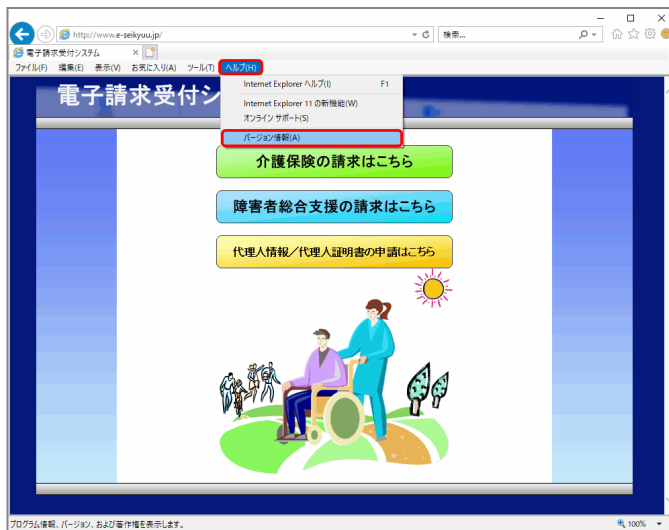 http://www.e-seikyuu.jp/
検索...
電子請求受付システム
ファイル(F) 編集(E) 表示(V) お気に入り(A) ツール(T) ヘルプ(H)
Internet Explorer ヘルプ(I) F1
Internet Explorer 11 の新機能(W)
オンライン サポート(S)
バージョン情報(A)
電子請求受付シ
介護保険の請求はこちら
障害者総合支援の請求はこちら
代理人情報/代理人証明書の申請はこちら
プログラム情報、バージョン、および著作権を表示します。
100%